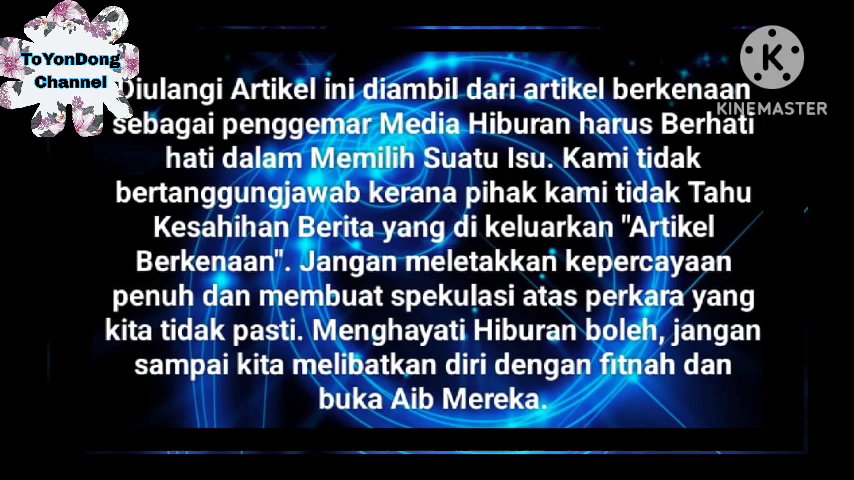 ToYonDong
Channel
KINEMASTER
Diulangi Artikel ini diambil dari artikel berkenaan
sebagai penggemar Media Hiburan harus Berhati
hati dalam Memilih Suatu Isu. Kami tidak
bertanggungjawab kerana pihak kami tidak Tahu
Kesahihan Berita yang di keluarkan "Artikel
Berkenaan". Jangan meletakkan kepercayaan
penuh dan membuat spekulasi atas perkara yang
kita tidak pasti. Menghayati Hiburan boleh, jangan
sampai kita melibatkan diri dengan fitnah dan
buka Aib Mereka.